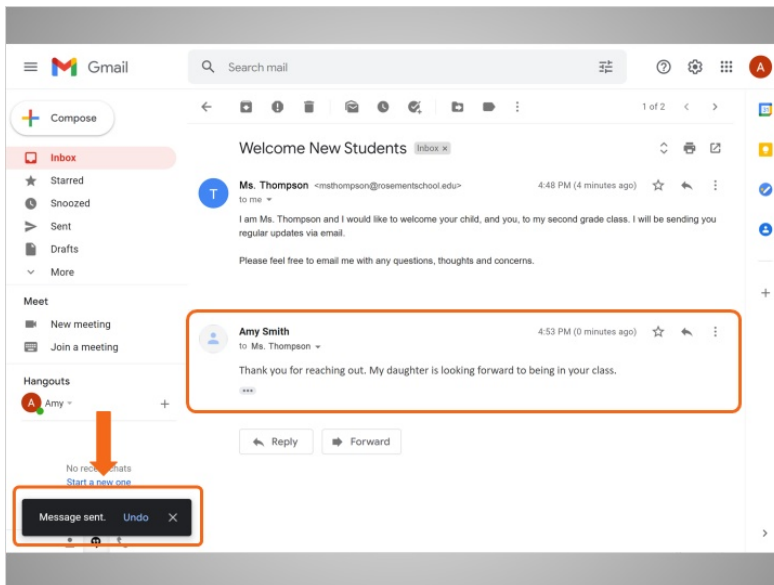 Gmail
Search mail
A
Compose
1 of 2
Inbox
Starred
Snoozed
Sent
Drafts
More
Meet
New meeting
Join a meeting
Hangouts
A Amy
No rece chats
Start a new one
Message sent. Undo
Welcome New Students Inbox ×
T
Ms. Thompson <msthompson@rosementschool.edu> 4:48 PM (4 minutes ago)
to me
I am Ms. Thompson and I would like to welcome your child, and you, to my second grade class. I will be sending you
regular updates via email.
Please feel free to email me with any questions, thoughts and concerns.
Amy Smith 4:53 PM (0 minutes ago)
to Ms. Thompson
Thank you for reaching out. My daughter is looking forward to being in your class.
Reply Forward